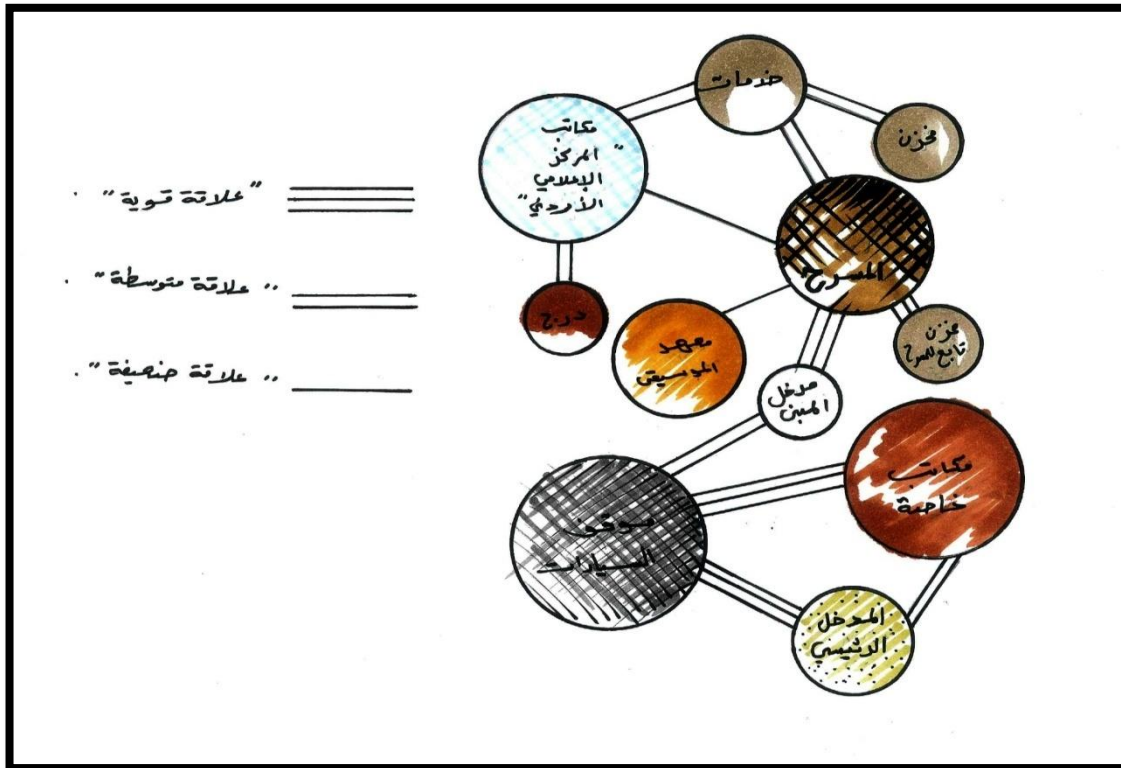 "علاقة قوية".
"علاقة متوسطة".
"علاقة ضعيفة".
خدمات
مخزن
مكاتب
"المركز
الإعلامي
الأردني"
المسرح
درج
معهد
الموسيقى
مخزن
تابع للمسرح
مدخل
المبنى
مكاتب
خاصة
موقف
السيارات
المدخل
الرئيسي